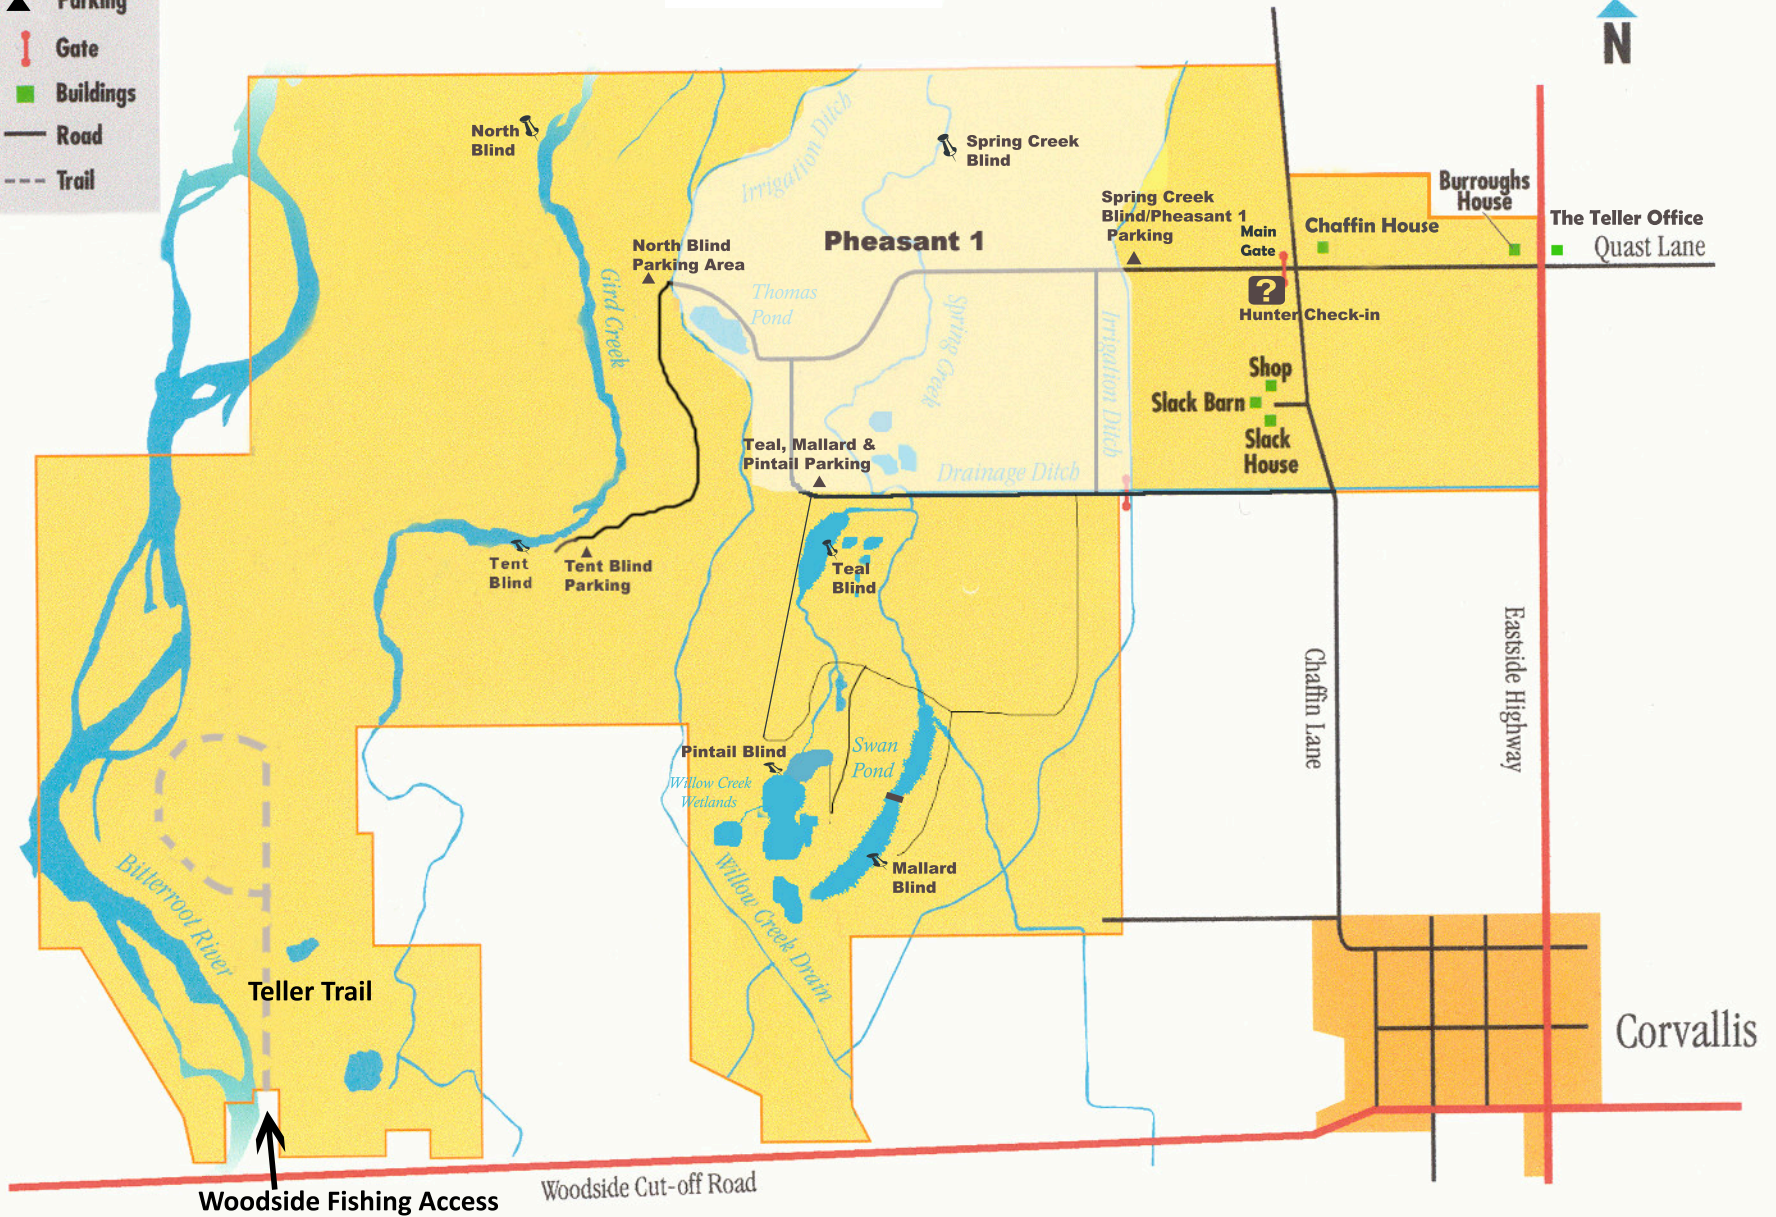 Parking
Gate
Buildings
Road
Trail
N
North
Blind
Irrigation Ditch
Spring Creek
Blind
Spring Creek
Blind/Pheasant 1
Parking
Main
Gate
Burroughs
House
Chaffin House
The Teller Office
Quast Lane
Pheasant 1
North Blind
Parking Area
Gird Creek
Thomas
Pond
Spring Creek
Irrigation Ditch
?
Hunter Check-in
Shop
Slack Barn
Slack
House
Teal, Mallard &
Pintail Parking
Drainage Ditch
Tent
Blind
Tent Blind
Parking
Teal
Blind
Chaffin Lane
Eastside Highway
Pintail Blind
Swan
Pond
Willow Creek
Wetlands
Mallard
Blind
Willow Creek Drain
Bitterroot River
Teller Trail
Corvallis
Woodside Cut-off Road
Woodside Fishing Access